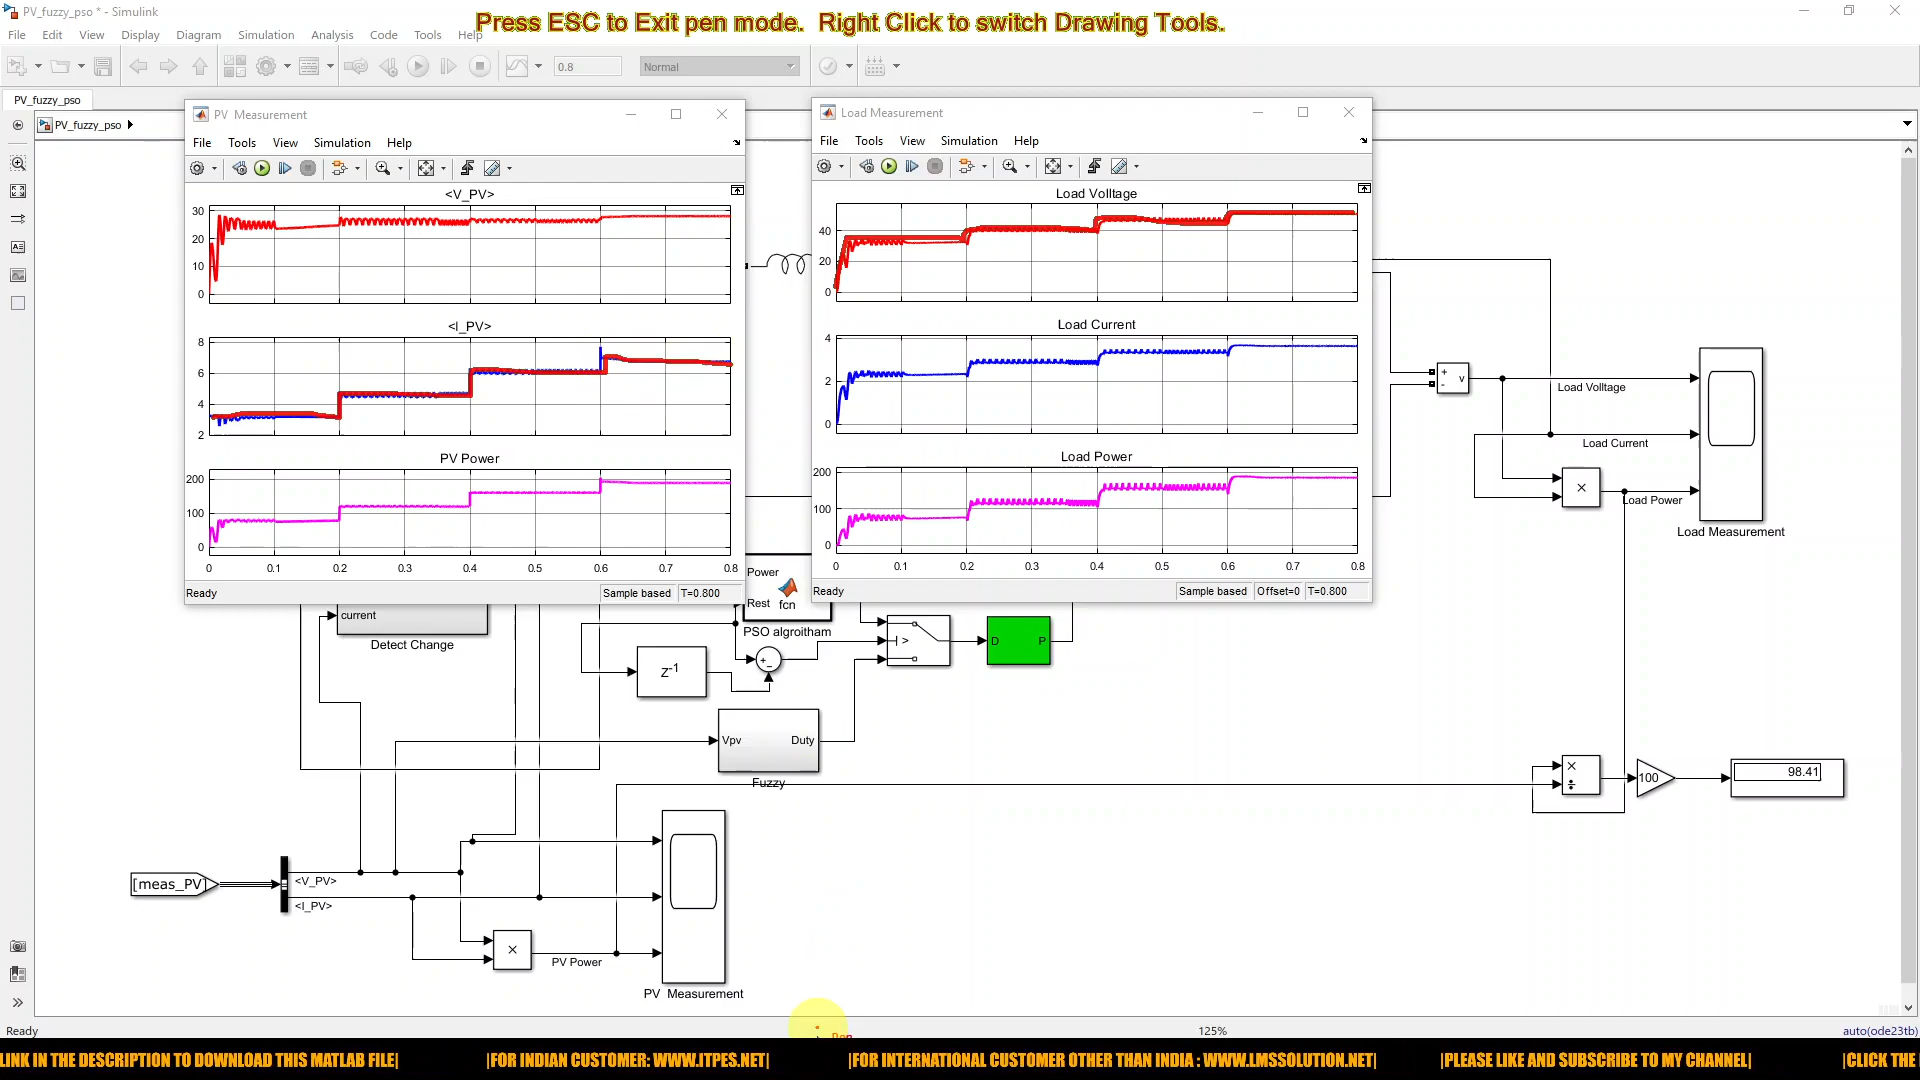 PV_fuzzy_pso * - Simulink
Press ESC to Exit pen mode. Right Click to switch Drawing Tools.
File Edit View Display Diagram Simulation Analysis Code Tools Help
0.8 Normal
PV_fuzzy_pso
PV_fuzzy_pso
PV Measurement
File Tools View Simulation Help
<V_PV>
30
20
10
0
<I_PV>
8
6
4
2
PV Power
200
100
0
0 0.1 0.2 0.3 0.4 0.5 0.6 0.7 0.8
Ready Sample based T=0.800
Load Measurement
File Tools View Simulation Help
Load Volltage
40
20
0
Load Current
4
2
0
Load Power
200
100
0
0 0.1 0.2 0.3 0.4 0.5 0.6 0.7 0.8
Ready Sample based Offset=0 T=0.800
+
-
v
Load Volltage
Load Current
×
Load Power
Load Measurement
current
Detect Change
Power
Rest fcn
PSO algroitham
z-1
+
-
>
D P
Vpv Duty
Fuzzy
×
÷
100
98.41
[meas_PV]
<V_PV>
<I_PV>
×
PV Power
PV Measurement
Ready 125% auto(ode23tb)
LINK IN THE DESCRIPTION TO DOWNLOAD THIS MATLAB FILE| |FOR INDIAN CUSTOMER: WWW.ITPES.NET| |FOR INTERNATIONAL CUSTOMER OTHER THAN INDIA : WWW.LMSSOLUTION.NET| |PLEASE LIKE AND SUBSCRIBE TO MY CHANNEL| |CLICK THE